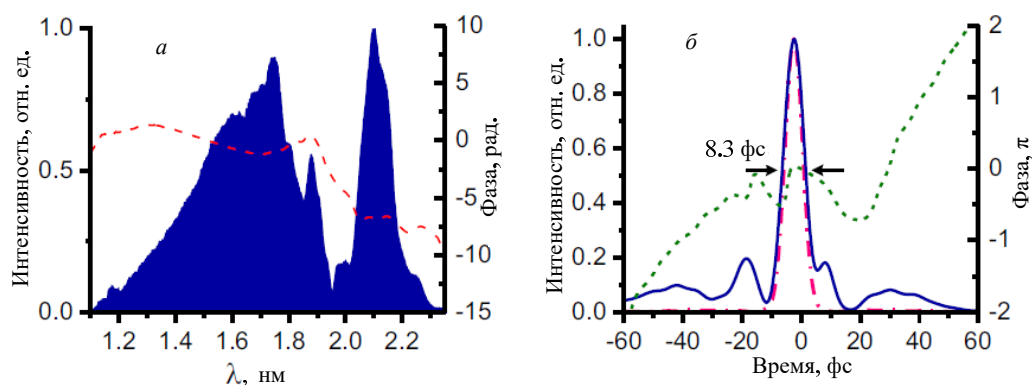 а
Интенсивность, отн. ед.
1.0
0.5
0.0
1.2 1.4 1.6 1.8 2.0 2.2
λ, нм
10
5
0
-5
-10
-15
Фаза, рад.
б
Интенсивность, отн. ед.
1.0
0.8
0.6
0.4
0.2
0.0
8.3 фс
-60 -40 -20 0 20 40 60
Время, фс
2
1
0
-1
-2
Фаза, π